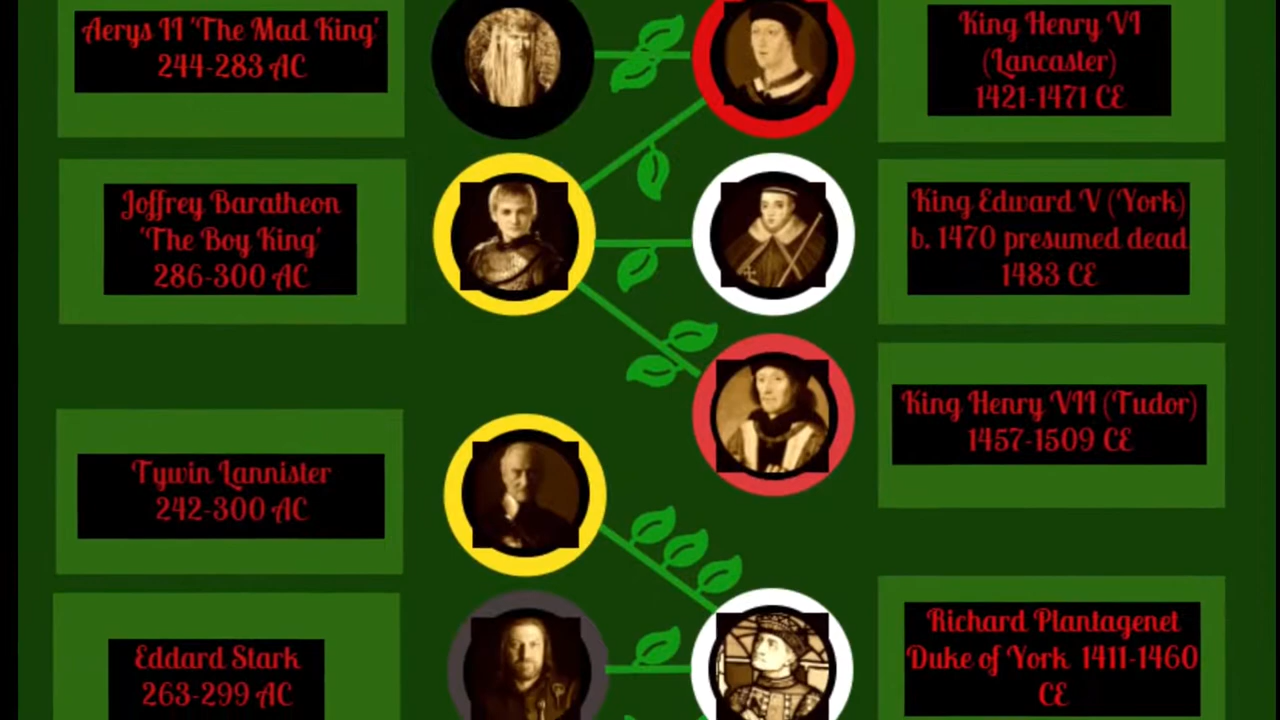 Aerys II 'The Mad King'
244-283 AC
King Henry VI
(Lancaster)
1421-1471 CE
Joffrey Baratheon
'The Boy King'
286-300 AC
King Edward V (York)
b. 1470 presumed dead
1483 CE
King Henry VII (Tudor)
1457-1509 CE
Tywin Lannister
242-300 AC
Eddard Stark
263-299 AC
Richard Plantagenet
Duke of York 1411-1460
CE